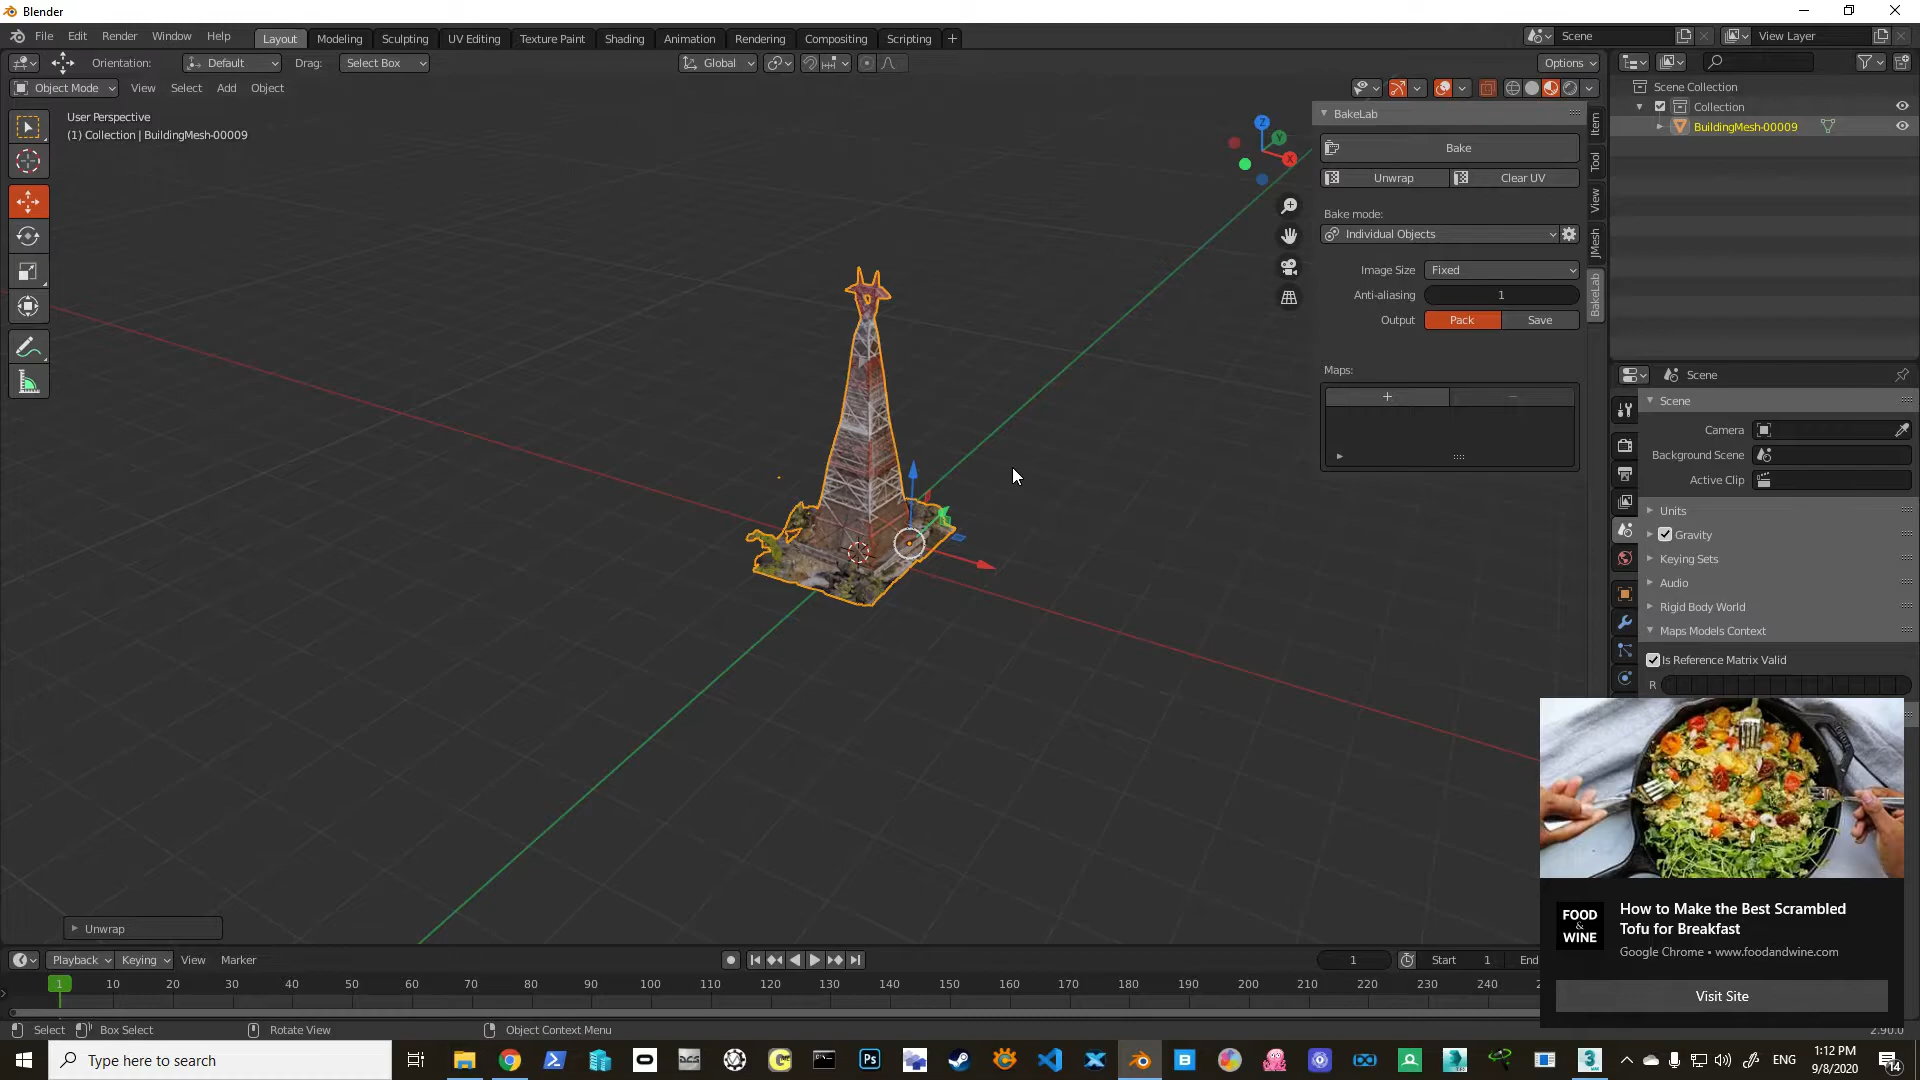 Blender
File Edit Render Window Help Layout Modeling Sculpting UV Editing Texture Paint Shading Animation Rendering Compositing Scripting + Scene View Layer
Orientation: Default Drag: Select Box Global Options
Object Mode View Select Add Object
User Perspective
(1) Collection | BuildingMesh-00009
Z
Y
X
BakeLab
Bake
Unwrap Clear UV
Bake mode:
Individual Objects
Image Size Fixed
Anti-aliasing 1
Output Pack Save
Maps:
+ −
Item
Tool
View
JMesh
BakeLab
Scene Collection
Collection
BuildingMesh-00009
Scene
Scene
Camera
Background Scene
Active Clip
Units
Gravity
Keying Sets
Audio
Rigid Body World
Maps Models Context
Is Reference Matrix Valid
R
FOOD
&
WINE
How to Make the Best Scrambled
Tofu for Breakfast
Google Chrome • www.foodandwine.com
Visit Site
Unwrap
Playback Keying View Marker 1 Start 1 End
1 10 20 30 40 50 60 70 80 90 100 110 120 130 140 150 160 170 180 190 200 210 220 230 240
Select Box Select Rotate View Object Context Menu 2.90.0
Type here to search
Ps
ENG
1:12 PM
9/8/2020
14